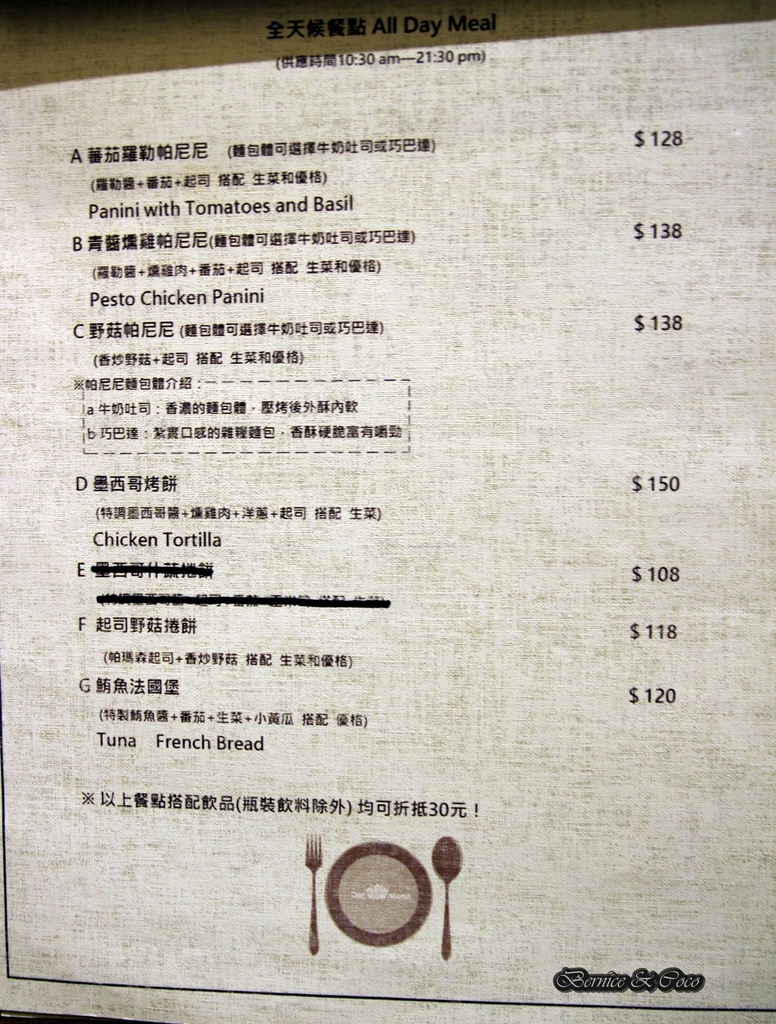 全天候餐點 All Day Meal
(供應時間10:30 am—21:30 pm)
A 蕃茄羅勒帕尼尼 (麵包體可選擇牛奶吐司或巧巴達) $ 128
(羅勒醬+番茄+起司 搭配 生菜和優格)
Panini with Tomatoes and Basil
B 青醬燻雞帕尼尼(麵包體可選擇牛奶吐司或巧巴達) $ 138
(羅勒醬+燻雞肉+番茄+起司 搭配 生菜和優格)
Pesto Chicken Panini
C 野菇帕尼尼 (麵包體可選擇牛奶吐司或巧巴達) $ 138
(香炒野菇+起司 搭配 生菜和優格)
※帕尼尼麵包體介紹：
a 牛奶吐司：香濃的麵包體，壓烤後外酥內軟
b 巧巴達：紮實口感的雜糧麵包，香酥硬脆富有嚼勁
D 墨西哥烤餅 $ 150
(特調墨西哥醬+燻雞肉+洋蔥+起司 搭配 生菜)
Chicken Tortilla
E 墨西哥什蔬捲餅 $ 108
F 起司野菇捲餅 $ 118
(帕瑪森起司+香炒野菇 搭配 生菜和優格)
G 鮪魚法國堡 $ 120
(特製鮪魚醬+番茄+生菜+小黃瓜 搭配 優格)
Tuna French Bread
※ 以上餐點搭配飲品(瓶裝飲料除外) 均可折抵30元！
Bernice & Coco